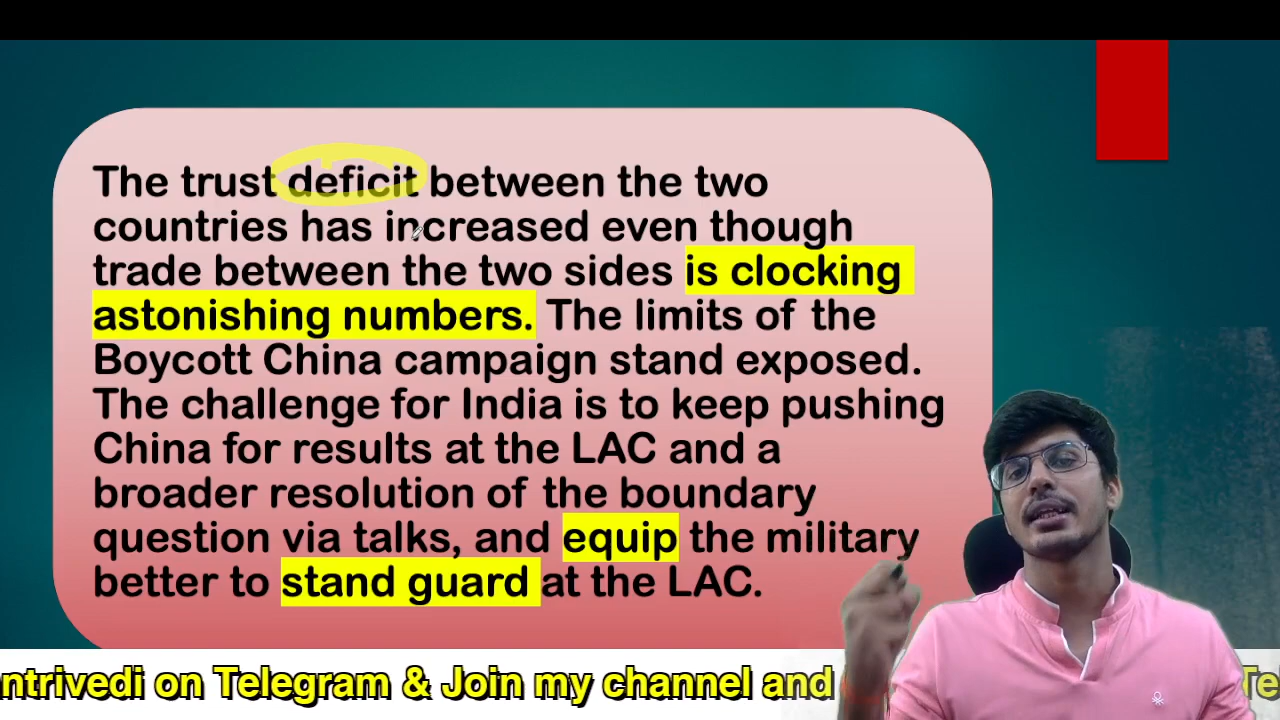 The trust deficit between the two
countries has increased even though
trade between the two sides is clocking
astonishing numbers. The limits of the
Boycott China campaign stand exposed.
The challenge for India is to keep pushing
China for results at the LAC and a
broader resolution of the boundary
question via talks, and equip the military
better to stand guard at the LAC.
ntrivedi on Telegram & Join my channel and